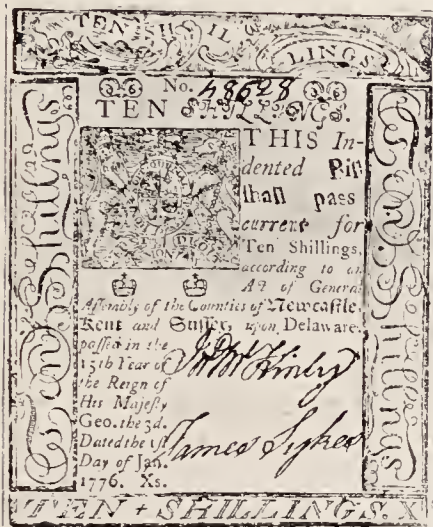 TEN SHIL LINGS
No. 48628
TEN SHILLINGS.
THIS In-
dented Bill
shall pass
current for
Ten Shillings,
according to an
Act of General
Assembly of the Counties of Newcastle,
Kent and Sussex, upon Delaware,
passed in the
15th Year of
the Reign of
His Majesty
Geo. the 3d.
Dated the 1st
Day of Jan.
1776. Xs.
Jno McKinly
James Sykes
Ten Shillings
Ten Shillings
TEN + SHILLINGS. X